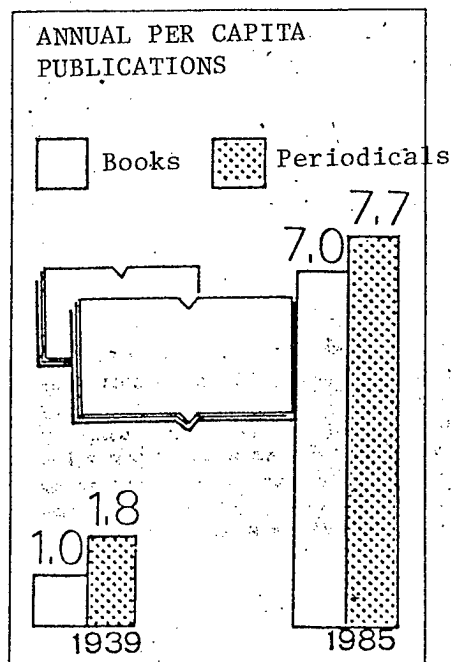 ANNUAL PER CAPITA
PUBLICATIONS
Books Periodicals
7.0 7.7
1.0 1.8
1939 1985